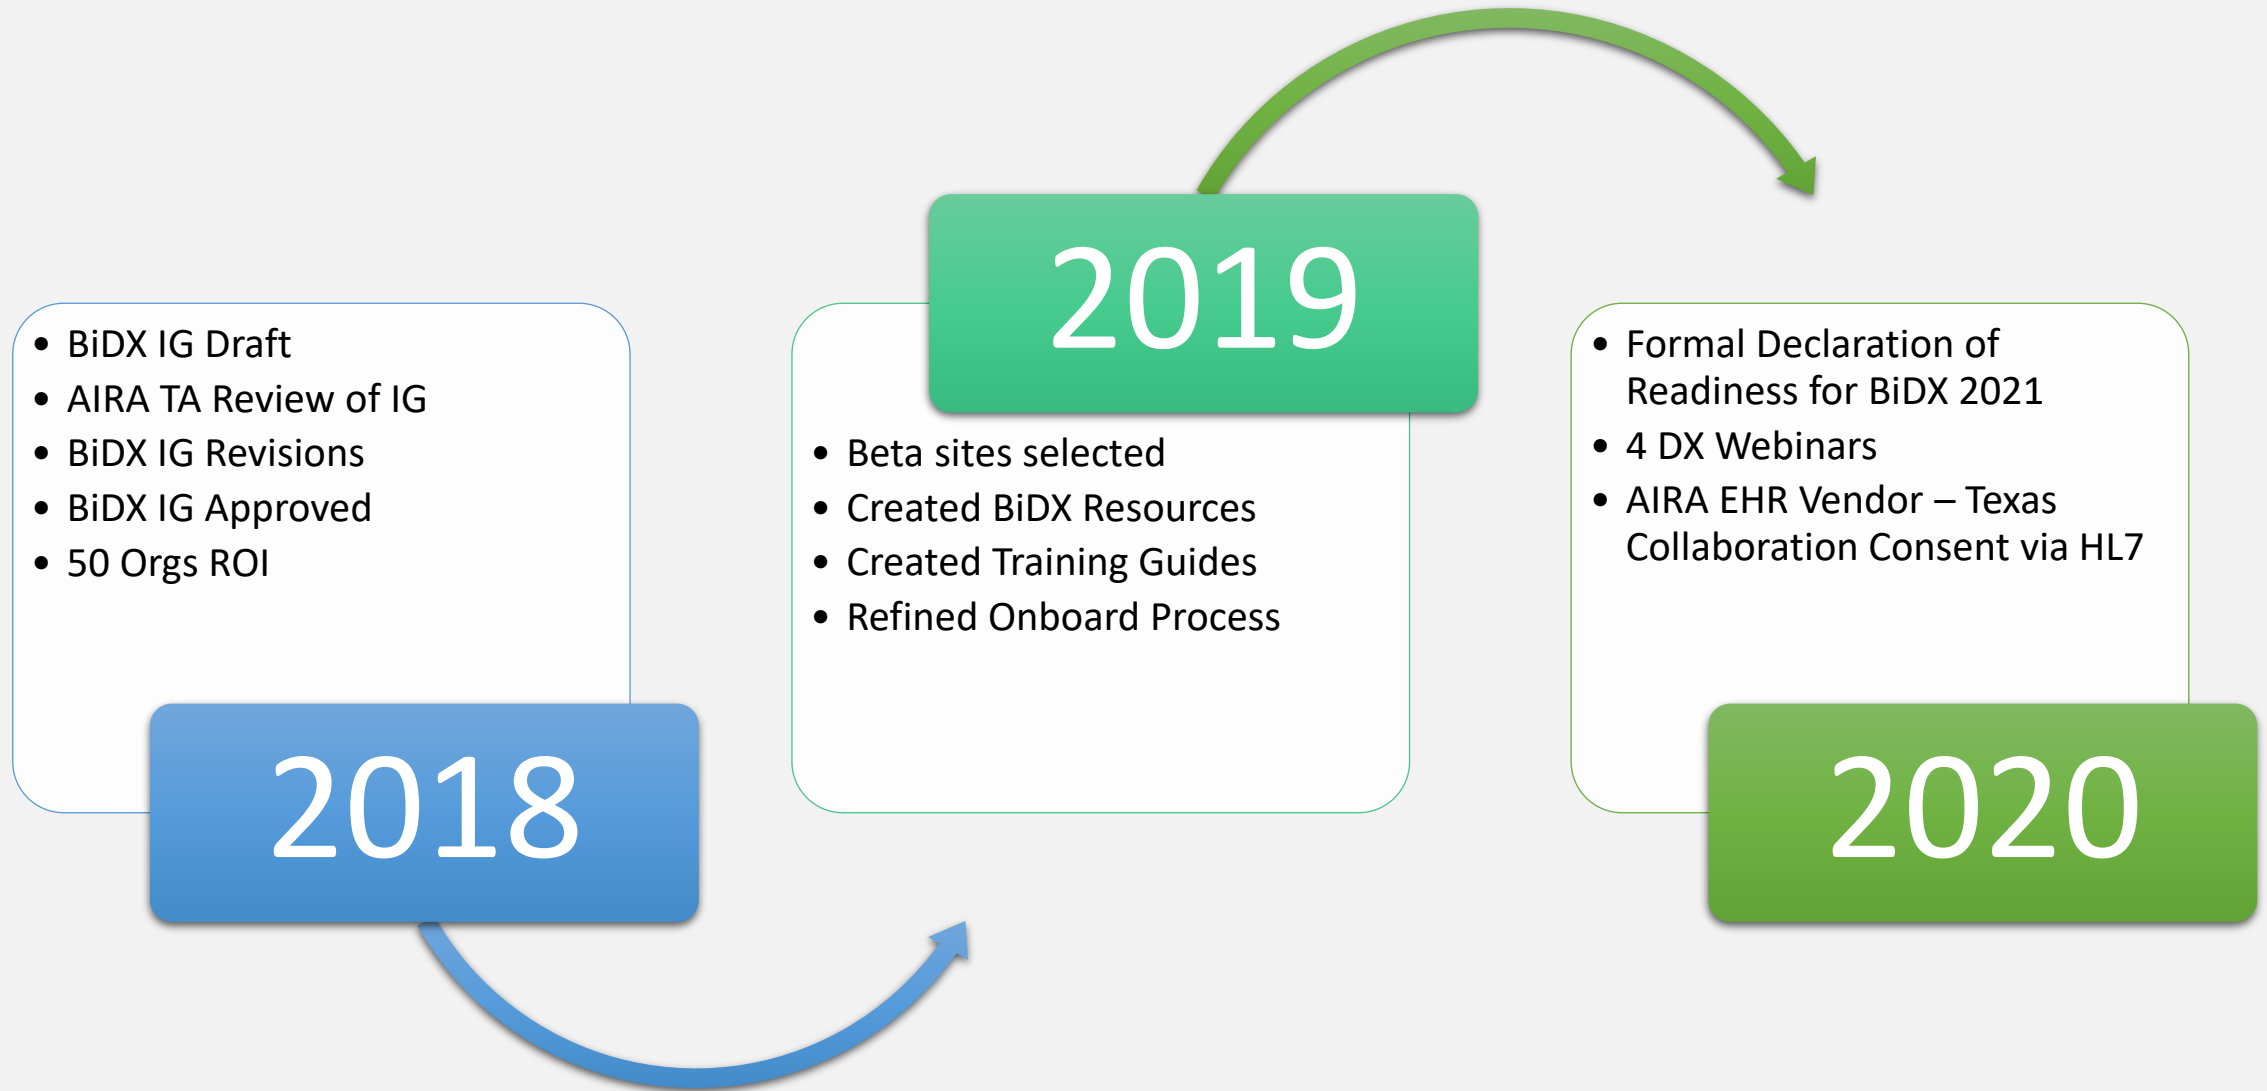 • BiDX IG Draft
• AIRA TA Review of IG
• BiDX IG Revisions
• BiDX IG Approved
• 50 Orgs ROI
2018
2019
• Beta sites selected
• Created BiDX Resources
• Created Training Guides
• Refined Onboard Process
• Formal Declaration of
Readiness for BiDX 2021
• 4 DX Webinars
• AIRA EHR Vendor – Texas
Collaboration Consent via HL7
2020